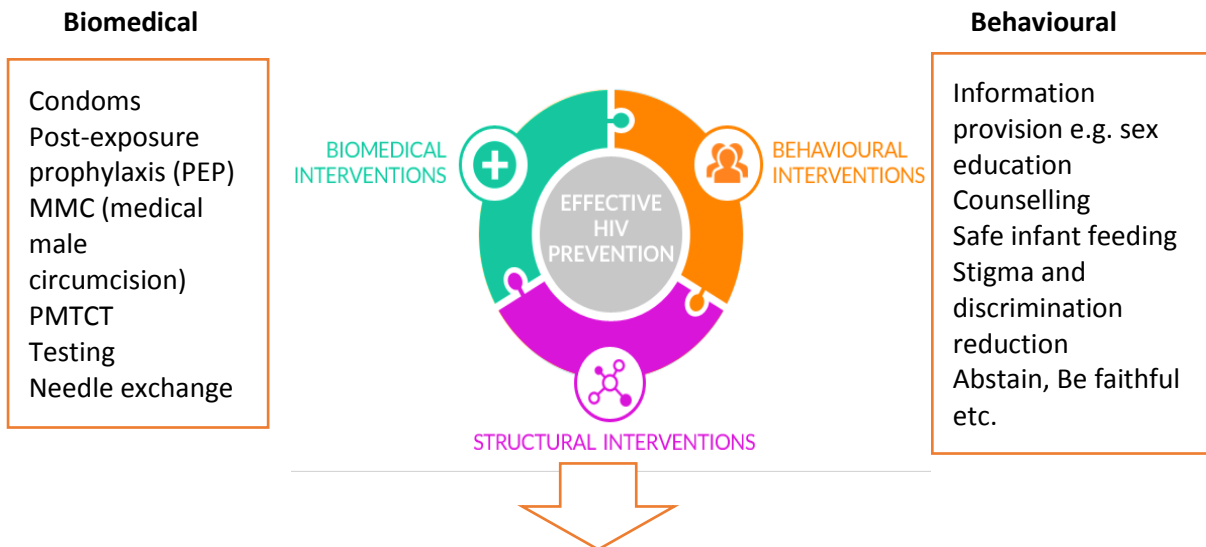 Biomedical
Condoms
Post-exposure
prophylaxis (PEP)
MMC (medical
male
circumcision)
PMTCT
Testing
Needle exchange
BIOMEDICAL
INTERVENTIONS
EFFECTIVE
HIV
PREVENTION
BEHAVIOURAL
INTERVENTIONS
STRUCTURAL INTERVENTIONS
Behavioural
Information
provision e.g. sex
education
Counselling
Safe infant feeding
Stigma and
discrimination
reduction
Abstain, Be faithful
etc.